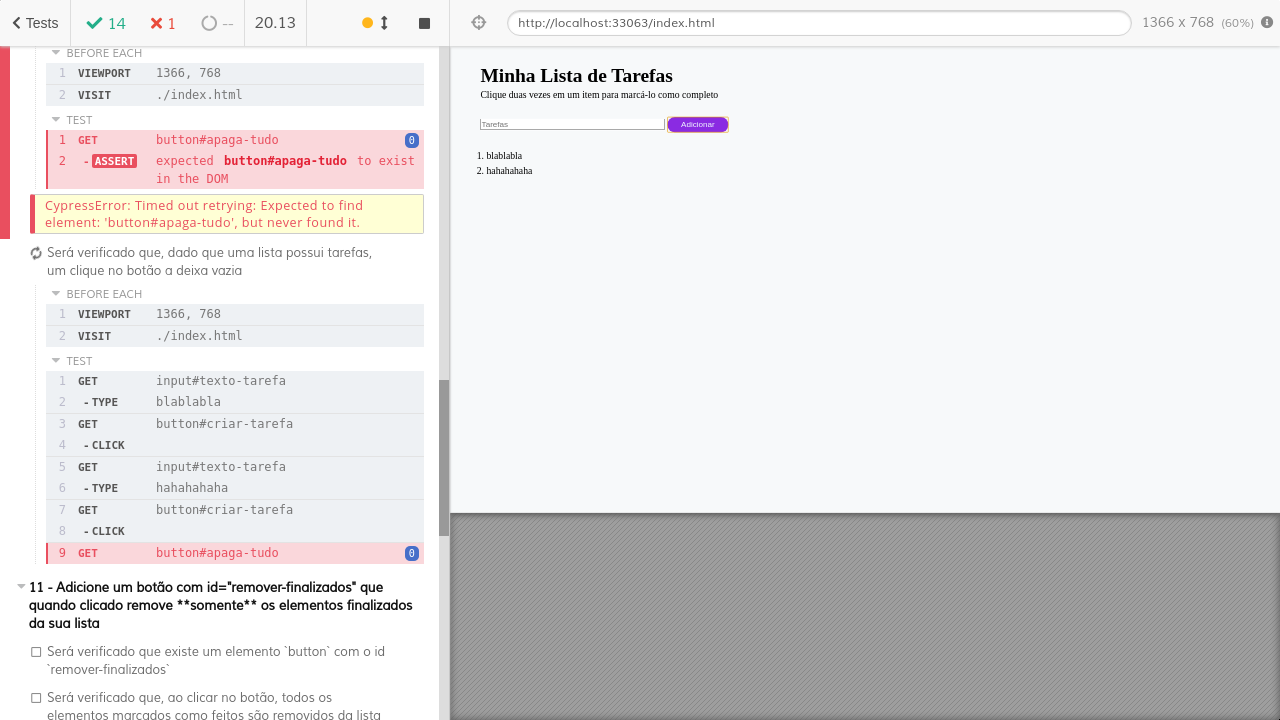 Tests 14 1 -- 20.13 http://localhost:33063/index.html 1366 x 768 (60%)
BEFORE EACH
1 VIEWPORT 1366, 768
2 VISIT ./index.html
TEST
1 GET button#apaga-tudo 0
2 -ASSERT expected button#apaga-tudo to exist
in the DOM
CypressError: Timed out retrying: Expected to find
element: 'button#apaga-tudo', but never found it.
Será verificado que, dado que uma lista possui tarefas,
um clique no botão a deixa vazia
BEFORE EACH
1 VIEWPORT 1366, 768
2 VISIT ./index.html
TEST
1 GET input#texto-tarefa
2 -TYPE blablabla
3 GET button#criar-tarefa
4 -CLICK
5 GET input#texto-tarefa
6 -TYPE hahahahaha
7 GET button#criar-tarefa
8 -CLICK
9 GET button#apaga-tudo 0
11 - Adicione um botão com id="remover-finalizados" que
quando clicado remove **somente** os elementos finalizados
da sua lista
Será verificado que existe um elemento `button` com o id
`remover-finalizados`
Será verificado que, ao clicar no botão, todos os
elementos marcados como feitos são removidos da lista
Minha Lista de Tarefas
Clique duas vezes em um item para marcá-lo como completo
Tarefas Adicionar
1. blablabla
2. hahahahaha